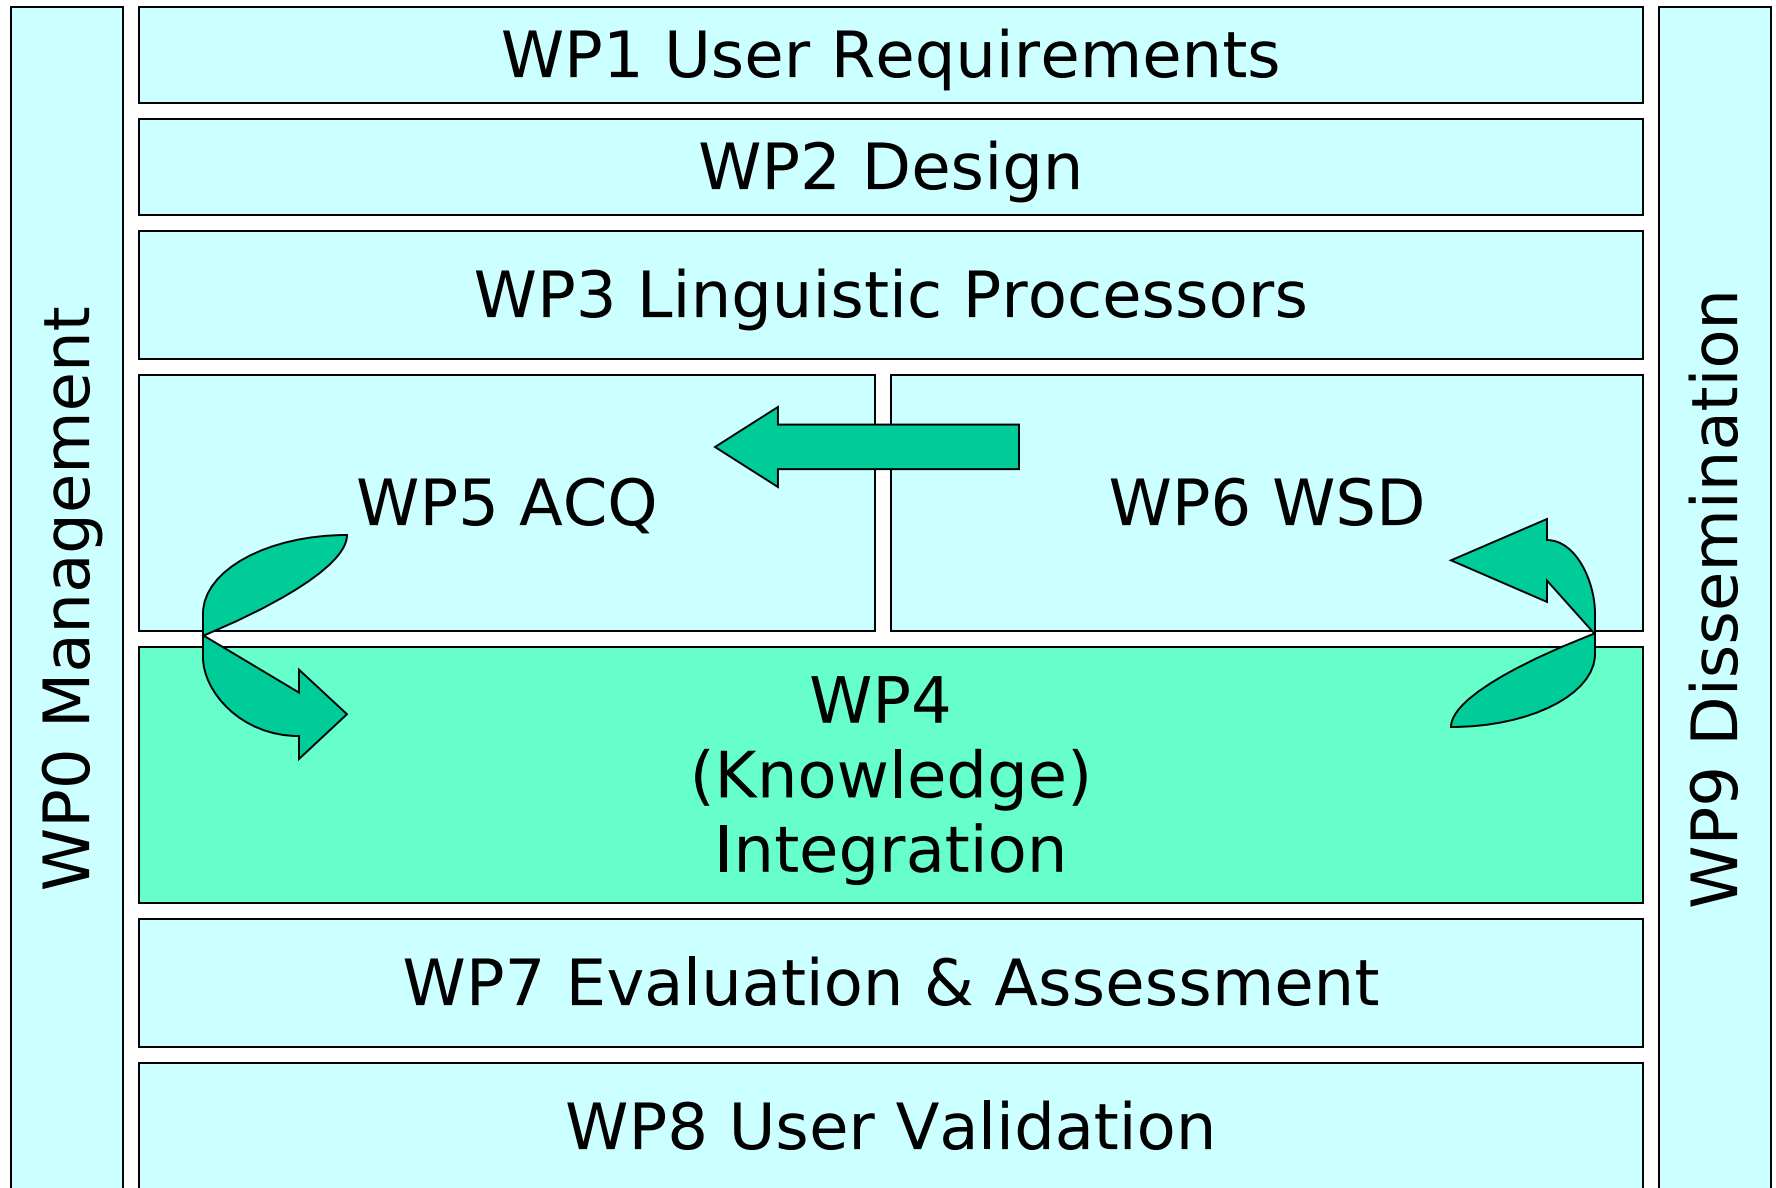 WP0 Management
WP1 User Requirements
WP2 Design
WP3 Linguistic Processors
WP5 ACQ
WP6 WSD
WP4
(Knowledge)
Integration
WP7 Evaluation & Assessment
WP8 User Validation
WP9 Dissemination